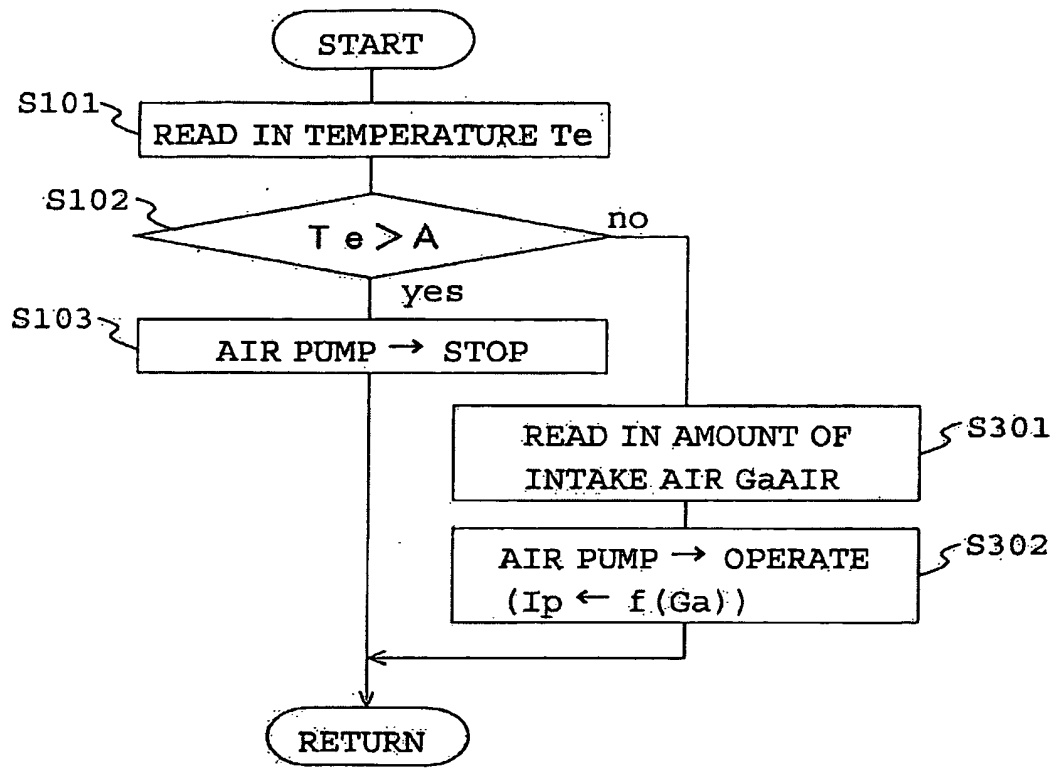 START
S101
READ IN TEMPERATURE Te
S102
Te>A
no
yes
S103
AIR PUMP → STOP
READ IN AMOUNT OF
INTAKE AIR GaAIR
S301
AIR PUMP → OPERATE
(Ip ← f(Ga))
S302
RETURN